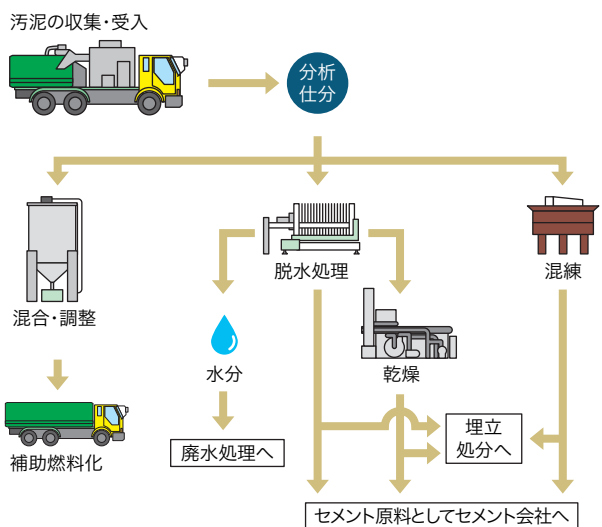 汚泥の収集・受入
分析
仕分
脱水処理
混練
混合・調整
水分
乾燥
埋立
処分へ
廃水処理へ
補助燃料化
セメント原料としてセメント会社へ